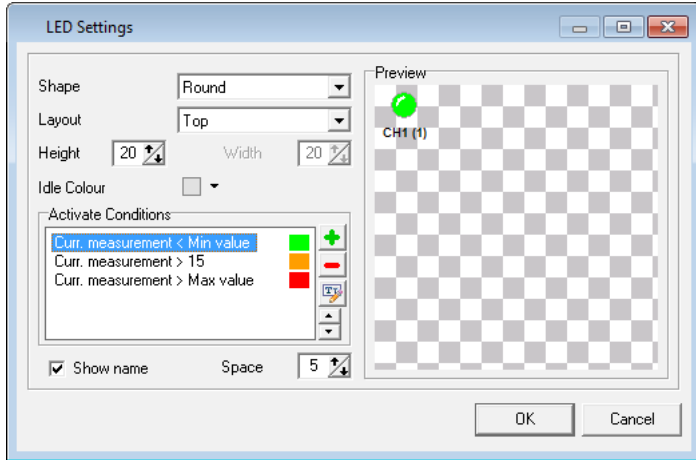 LED Settings
Shape Round
Layout Top
Height 20 Width 20
Idle Colour
Activate Conditions
Curr. measurement < Min value
Curr. measurement > 15
Curr. measurement > Max value
Show name Space 5
Preview
CH1 (1)
OK Cancel